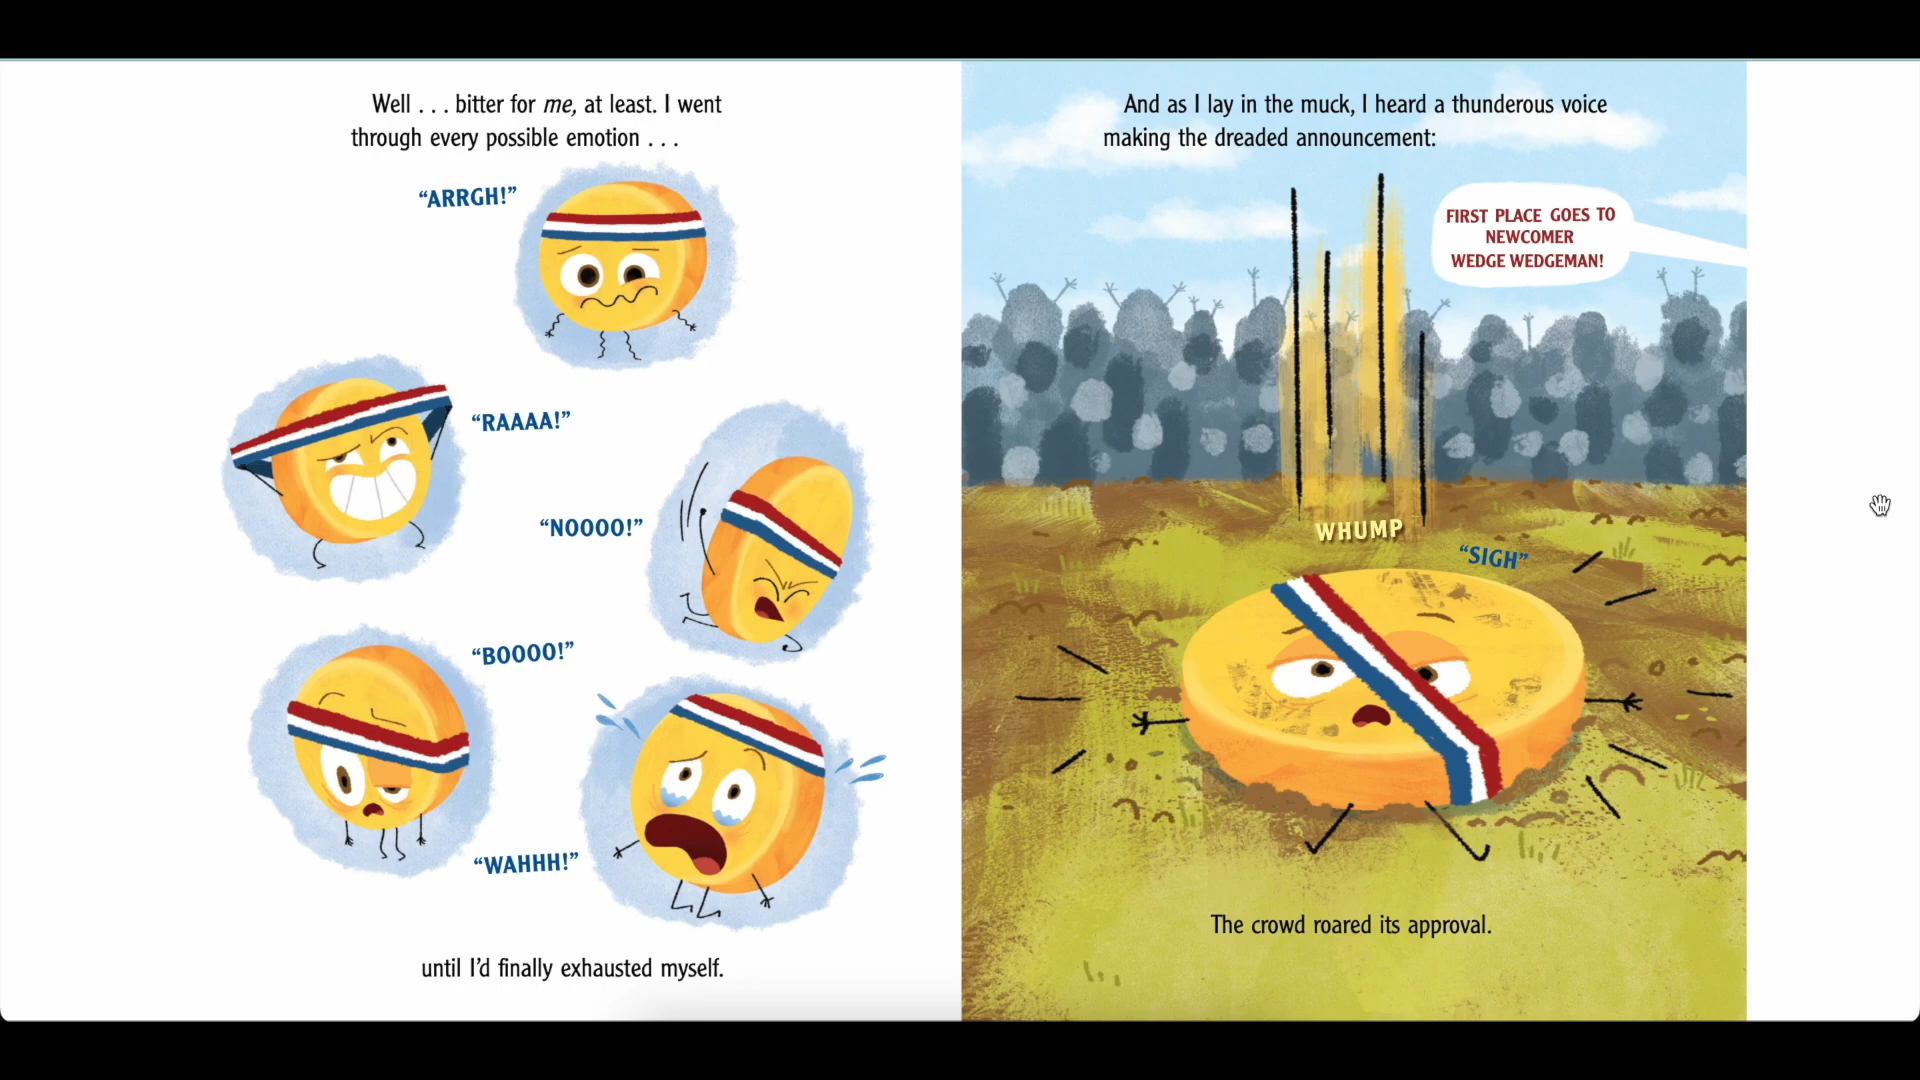 Well . . . bitter for me, at least. I went
through every possible emotion . . .
“ARRGH!”
“RAAAA!”
“NOOOO!”
“BOOOO!”
“WAHHH!”
until I’d finally exhausted myself.
And as I lay in the muck, I heard a thunderous voice
making the dreaded announcement:
FIRST PLACE GOES TO
NEWCOMER
WEDGE WEDGEMAN!
WHUMP
“SIGH”
The crowd roared its approval.